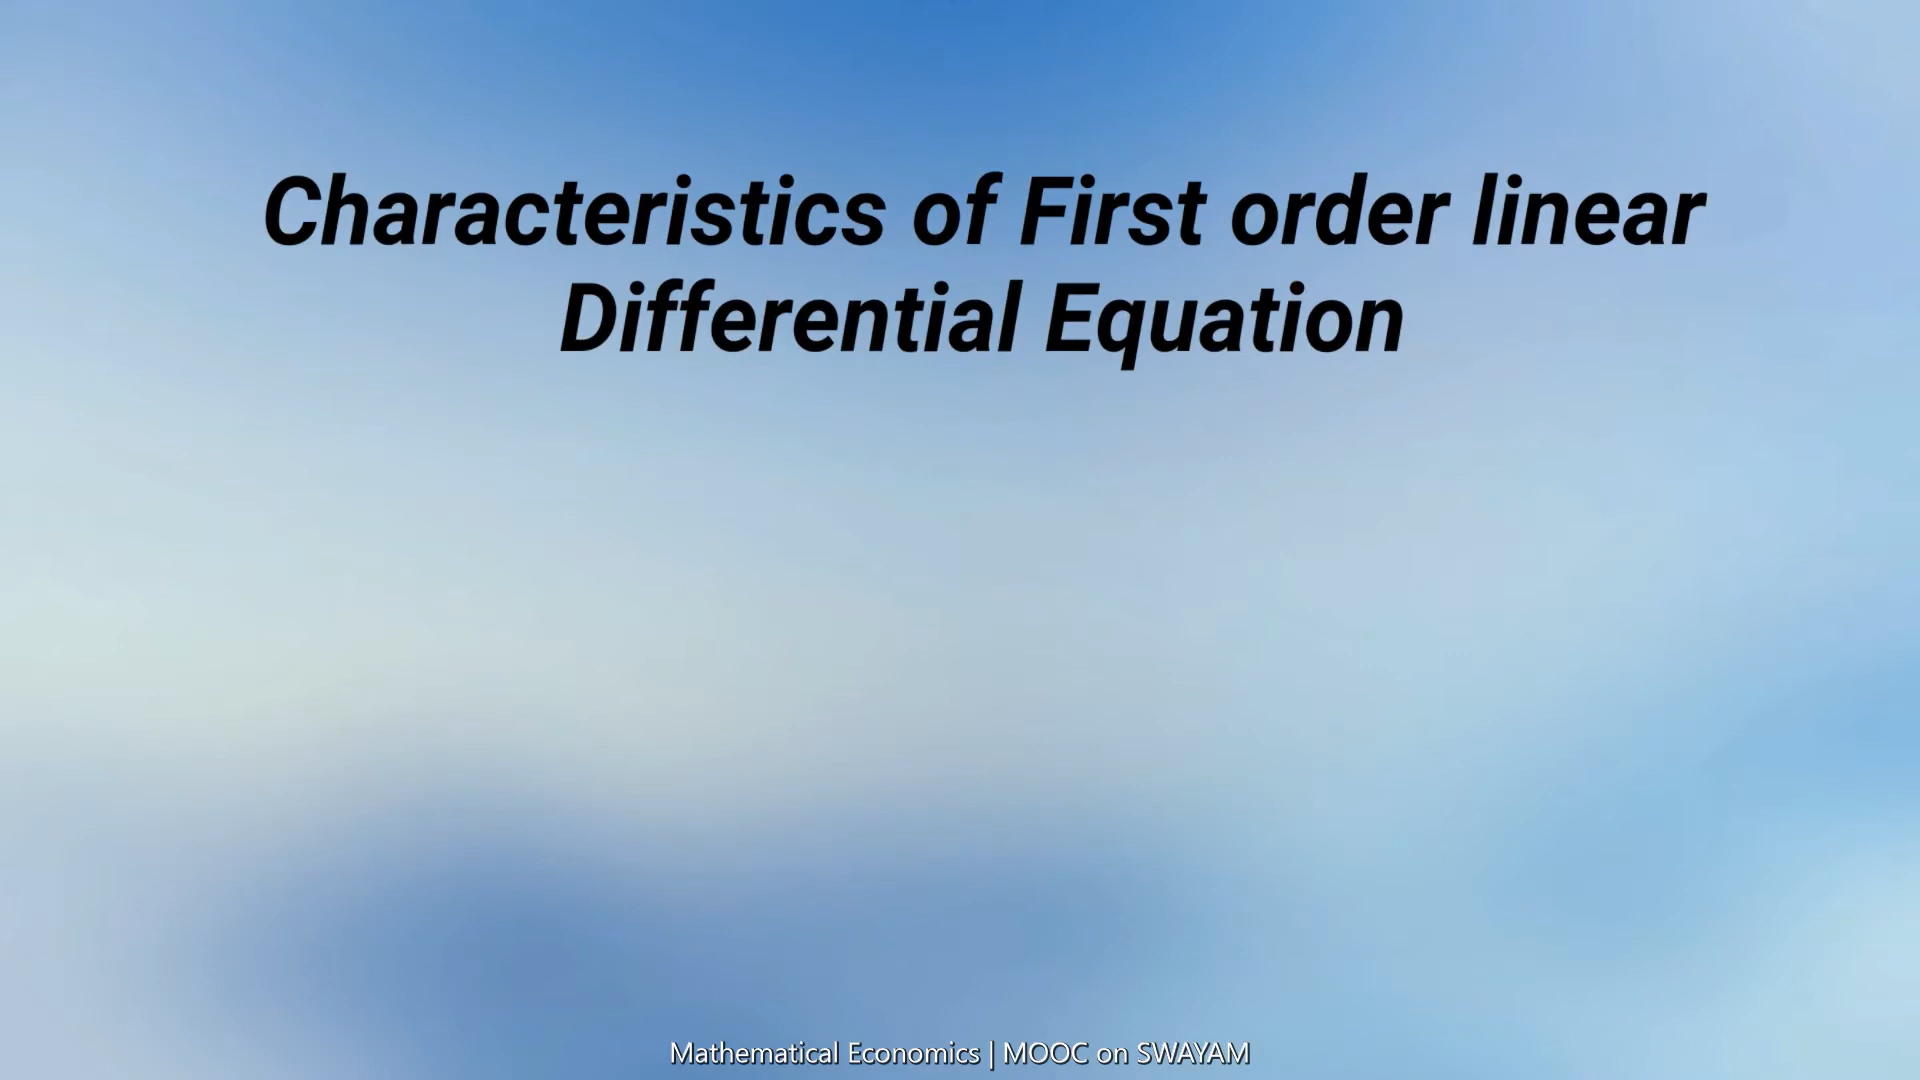 Characteristics of First order linear
Differential Equation
Mathematical Economics | MOOC on SWAYAM